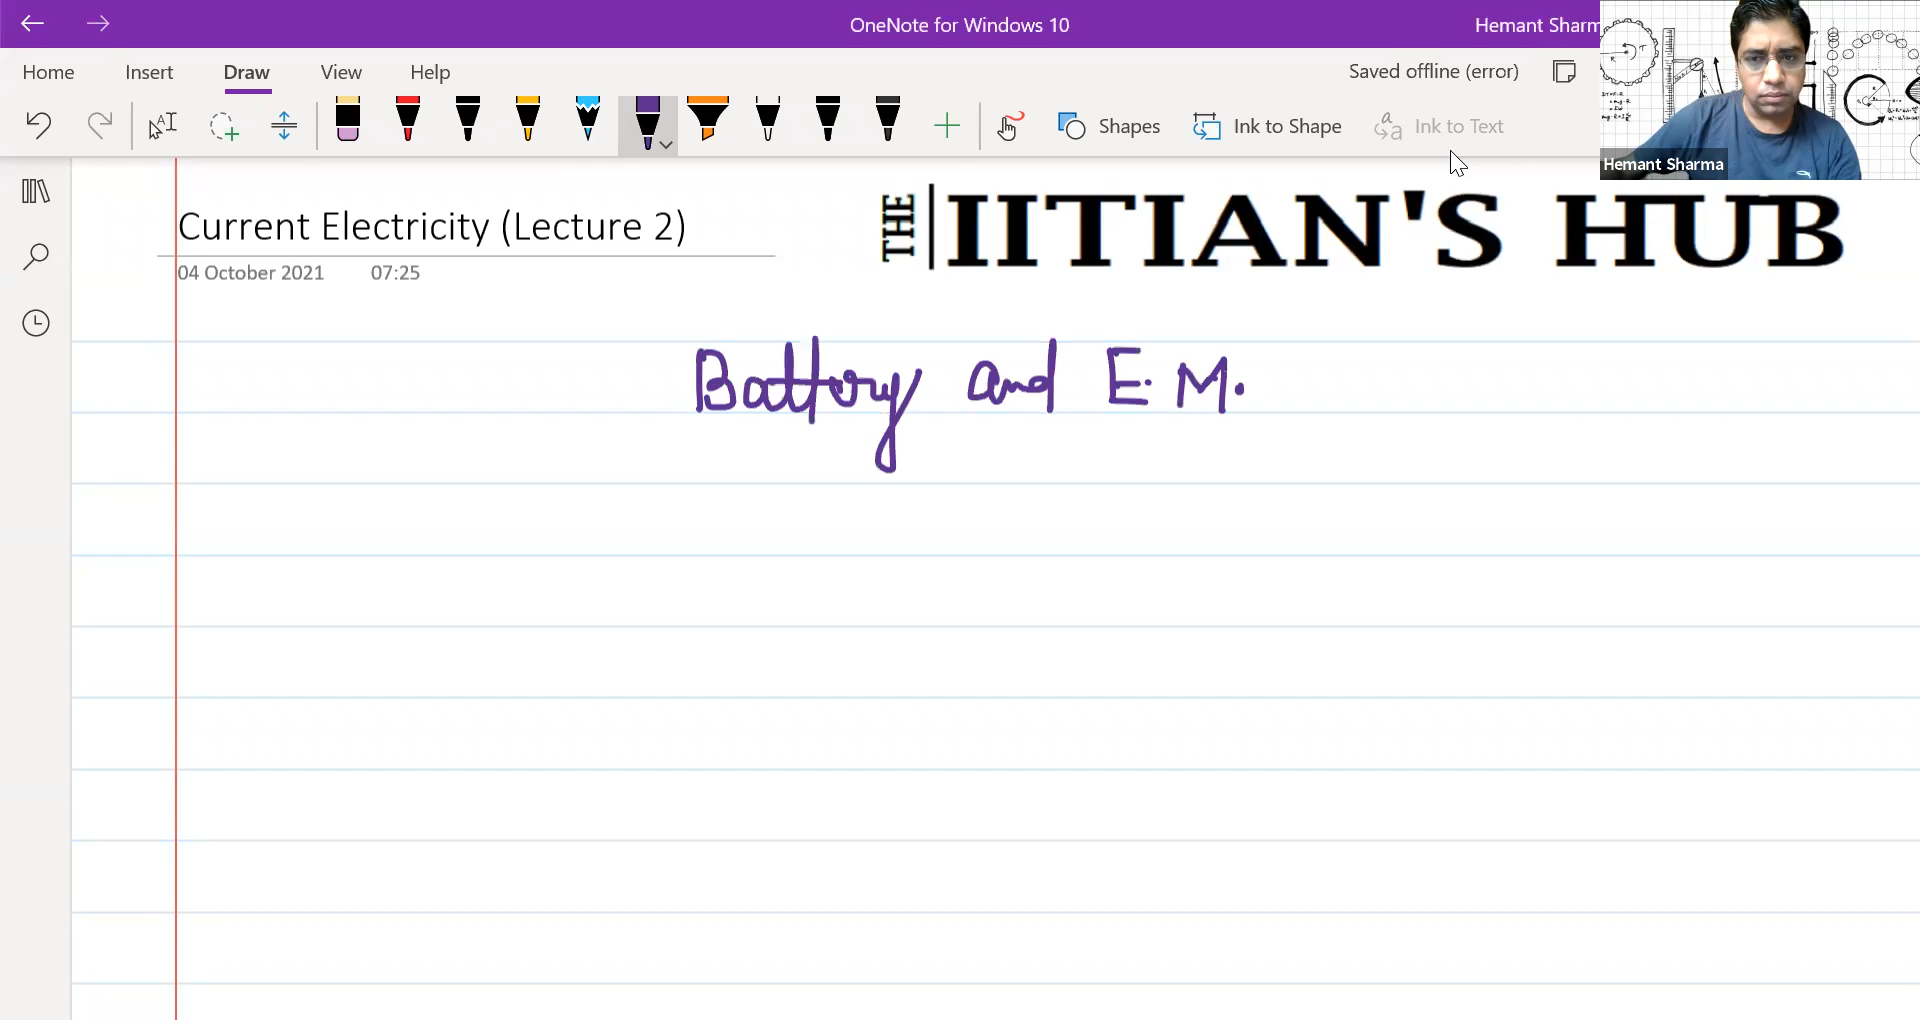 OneNote for Windows 10
Hemant Sharm
Home Insert Draw View Help
Saved offline (error)
Shapes Ink to Shape Ink to Text
Hemant Sharma
Current Electricity (Lecture 2)
04 October 2021 07:25
THE IITIAN'S HUB
Battery and E.M.